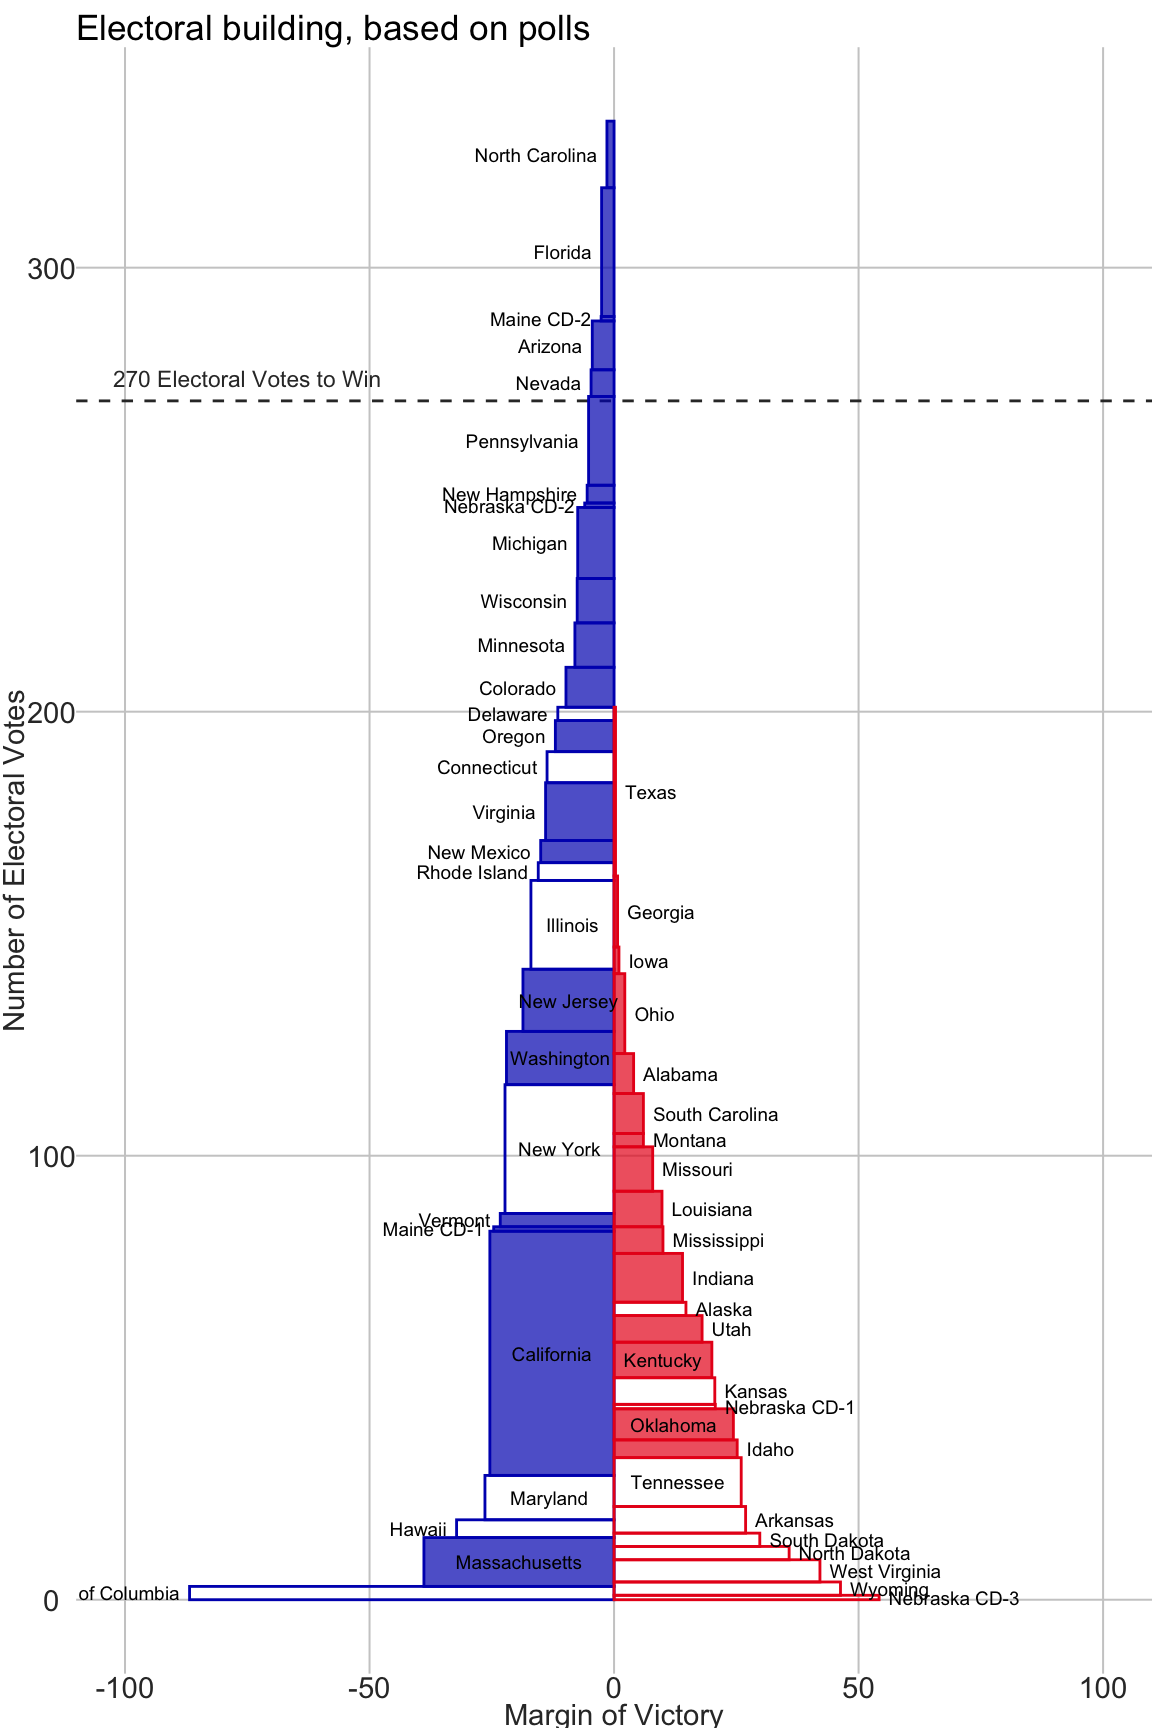 Electoral building, based on polls
North Carolina
Florida
300
Maine CD-2
Arizona
270 Electoral Votes to Win
Nevada
Pennsylvania
New Hampshire
Nebraska CD-2
Michigan
Wisconsin
Minnesota
Colorado
200
Delaware
Oregon
Connecticut
Texas
Virginia
New Mexico
Rhode Island
Number of Electoral Votes
Georgia
Illinois
Iowa
New Jersey
Ohio
Washington
Alabama
South Carolina
Montana
New York
100
Missouri
Louisiana
Vermont
Maine CD-1
Mississippi
Indiana
Alaska
Utah
California
Kentucky
Kansas
Nebraska CD-1
Oklahoma
Idaho
Tennessee
Maryland
Arkansas
Hawaii
South Dakota
North Dakota
Massachusetts
West Virginia
Wyoming
of Columbia
Nebraska CD-3
0
-100 -50 0 50 100
Margin of Victory